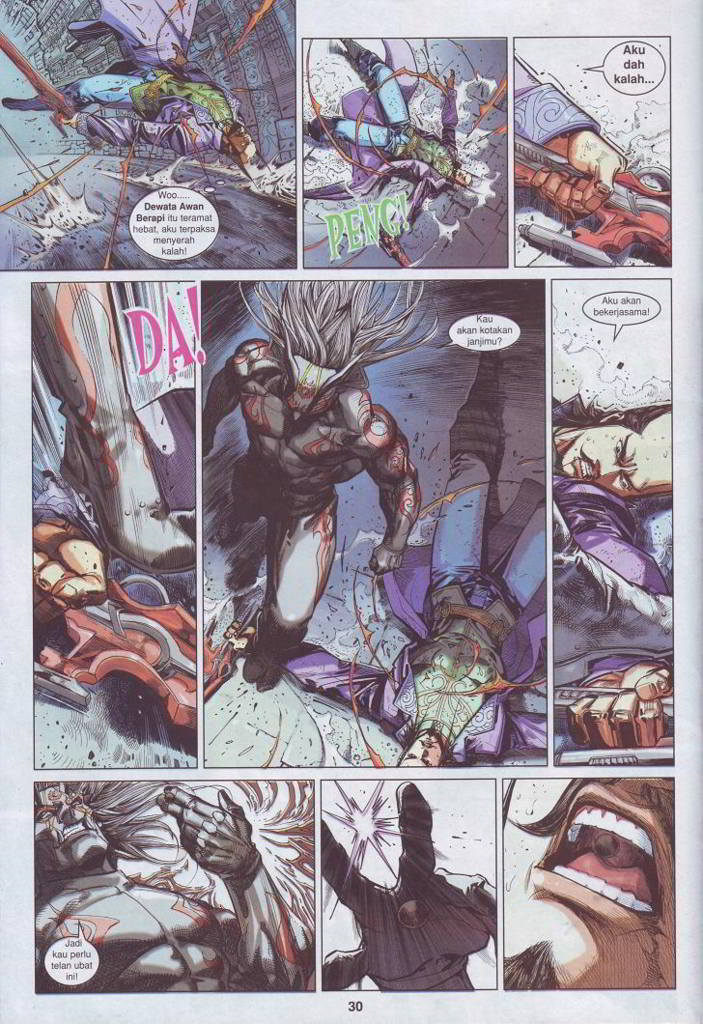 Woo.....
Dewata Awan
Berapi itu teramat
hebat, aku terpaksa
menyerah
kalah!
PENG!
Aku
dah
kalah...
DA!
Kau
akan kotakan
janjimu?
Aku akan
bekerjasama!
Jadi
kau perlu
telan ubat
ini!
30